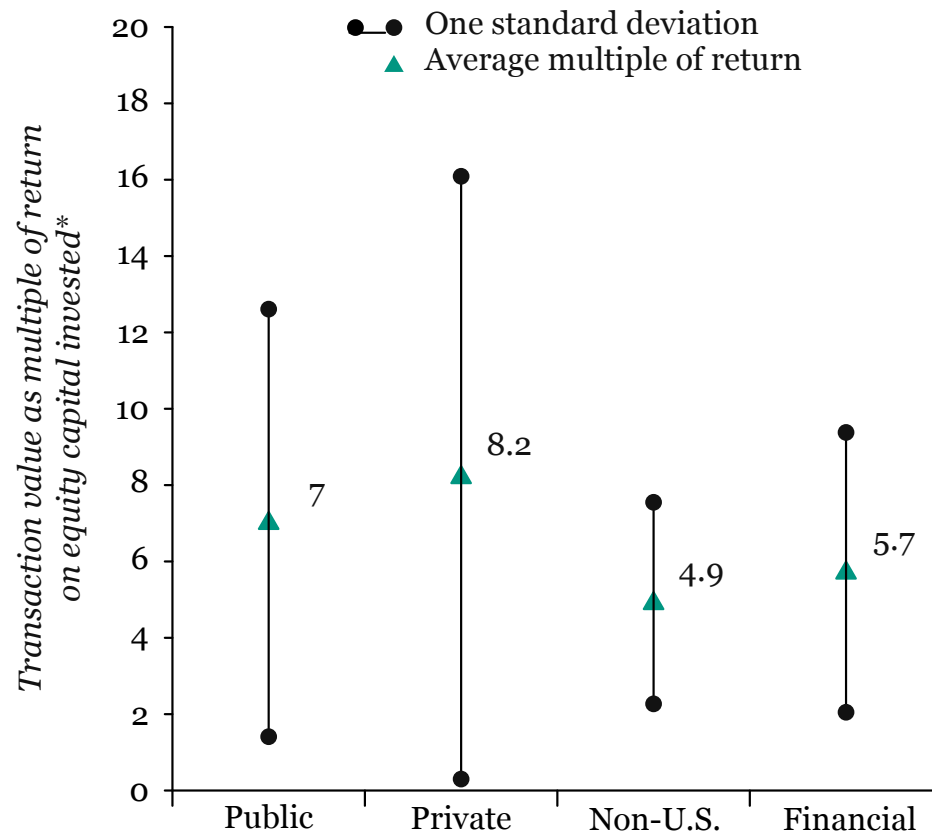 One standard deviation
Average multiple of return
Transaction value as multiple of return
on equity capital invested*
20
18
16
14
12
10
8
6
4
2
0
7
8.2
4.9
5.7
Public
Private
Non-U.S.
Financial